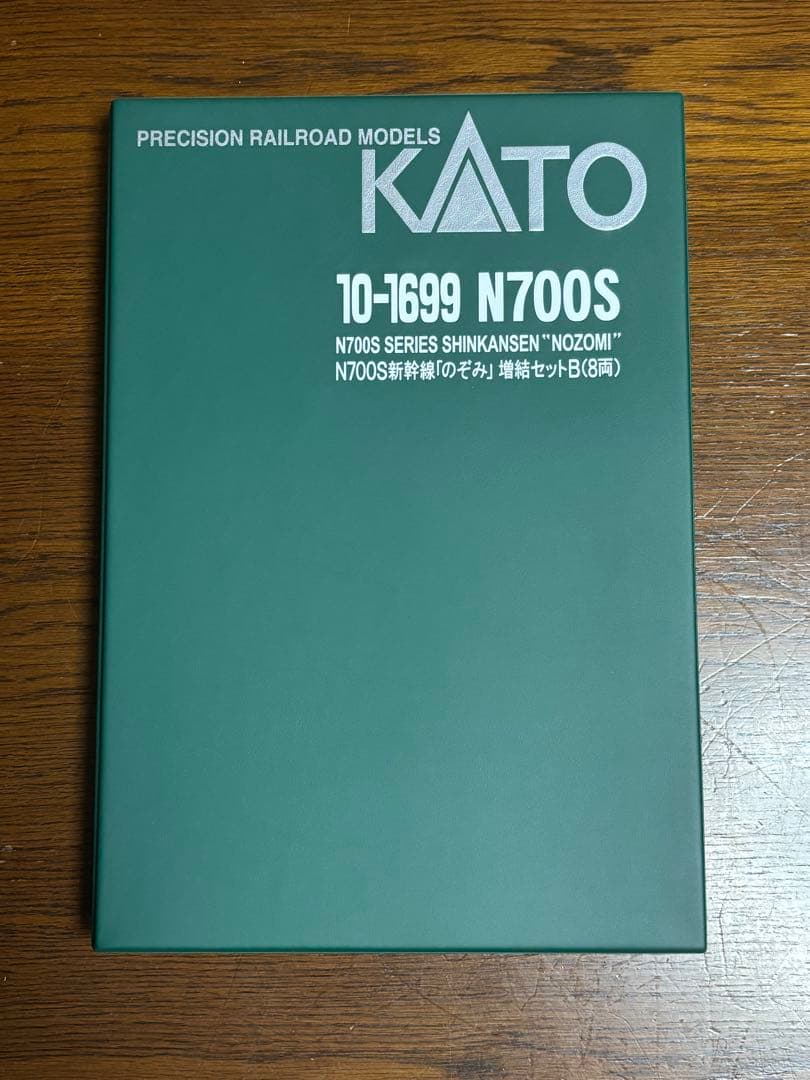 PRECISION RAILROAD MODELS
KATO
10-1699 N700S
N700S SERIES SHINKANSEN "NOZOMI"
N700S新幹線「のぞみ」増結セットB(8両)